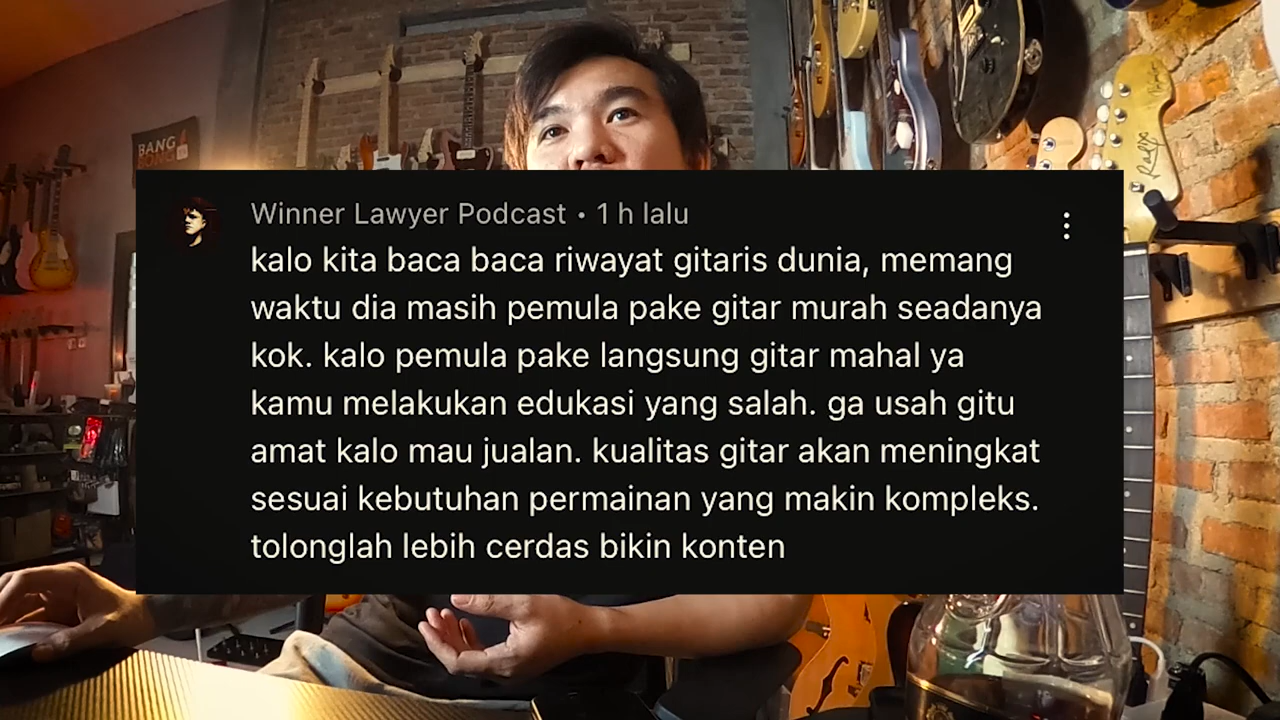 BANG
Winner Lawyer Podcast • 1 h lalu
kalo kita baca baca riwayat gitaris dunia, memang
waktu dia masih pemula pake gitar murah seadanya
kok. kalo pemula pake langsung gitar mahal ya
kamu melakukan edukasi yang salah. ga usah gitu
amat kalo mau jualan. kualitas gitar akan meningkat
sesuai kebutuhan permainan yang makin kompleks.
tolonglah lebih cerdas bikin konten